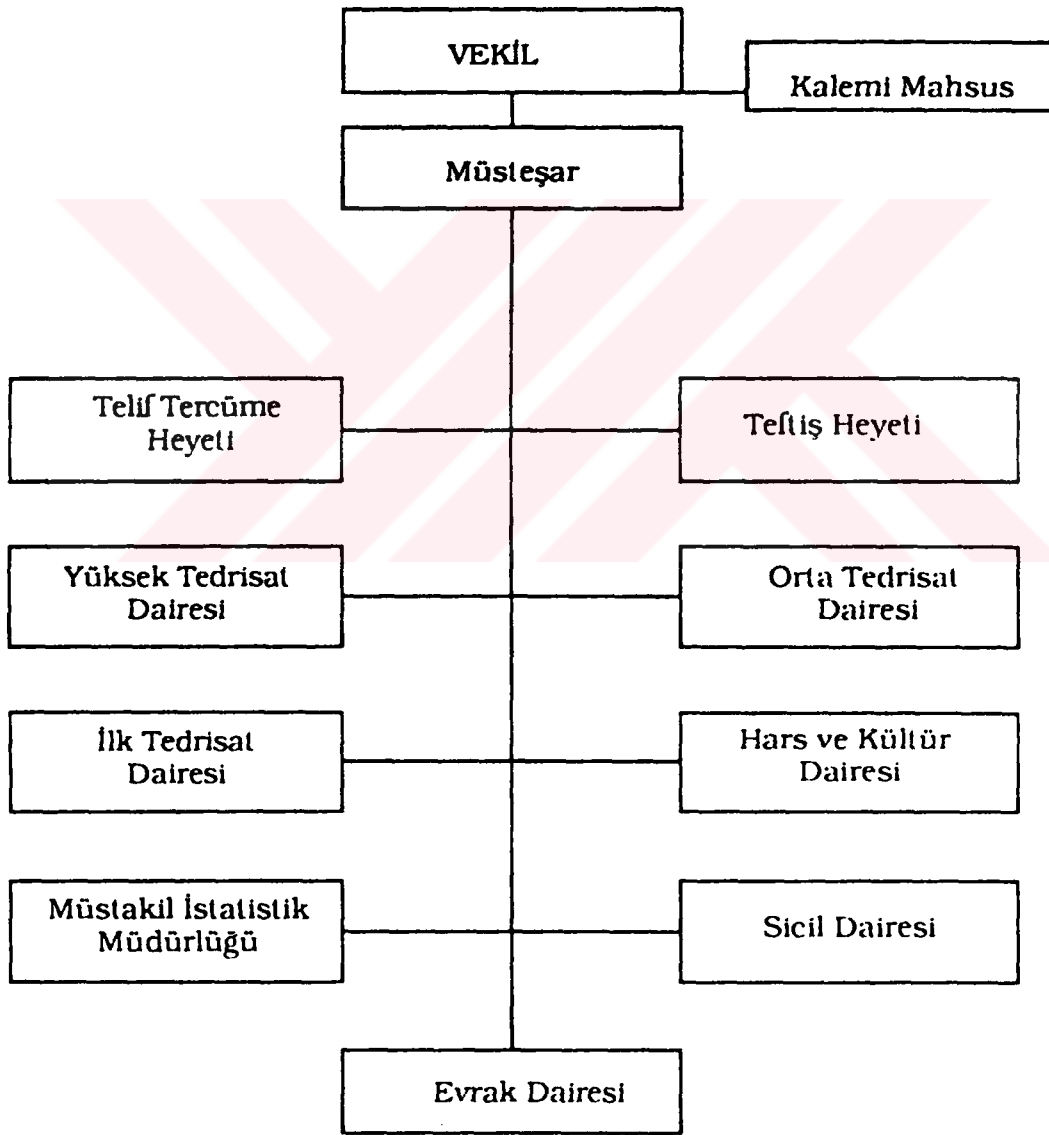 VEKİL
Kalemi Mahsus
Müsteşar
Telif Tercüme
Heyeti
Teftiş Heyeti
Yüksek Tedrisat
Dairesi
Orta Tedrisat
Dairesi
İlk Tedrisat
Dairesi
Hars ve Kültür
Dairesi
Müstakil İstatistik
Müdürlüğü
Sicil Dairesi
Evrak Dairesi